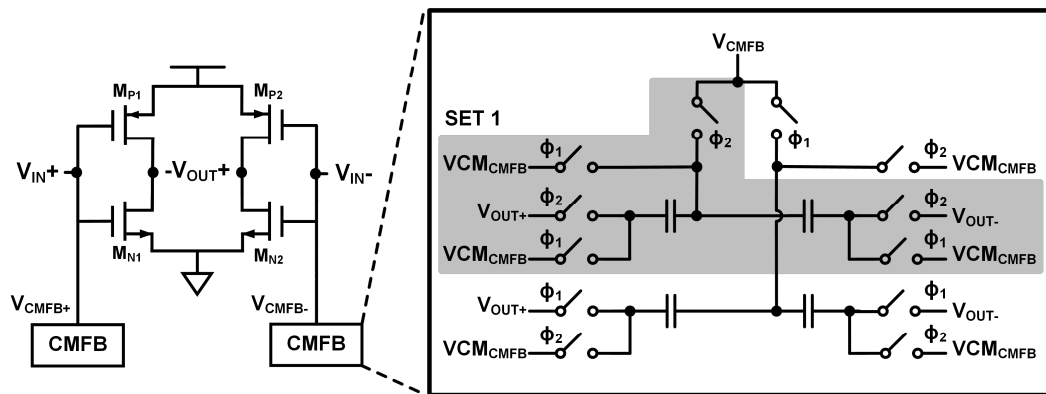 M_P1
M_P2
V_IN+
-V_OUT+
V_IN-
M_N1
M_N2
V_CMFB+
V_CMFB-
CMFB
CMFB
V_CMFB
SET 1
Φ2
Φ1
VCM_CMFB
Φ1
Φ2
VCM_CMFB
V_OUT+
Φ2
Φ2
V_OUT-
VCM_CMFB
Φ1
Φ1
VCM_CMFB
V_OUT+
Φ1
Φ1
V_OUT-
VCM_CMFB
Φ2
Φ2
VCM_CMFB